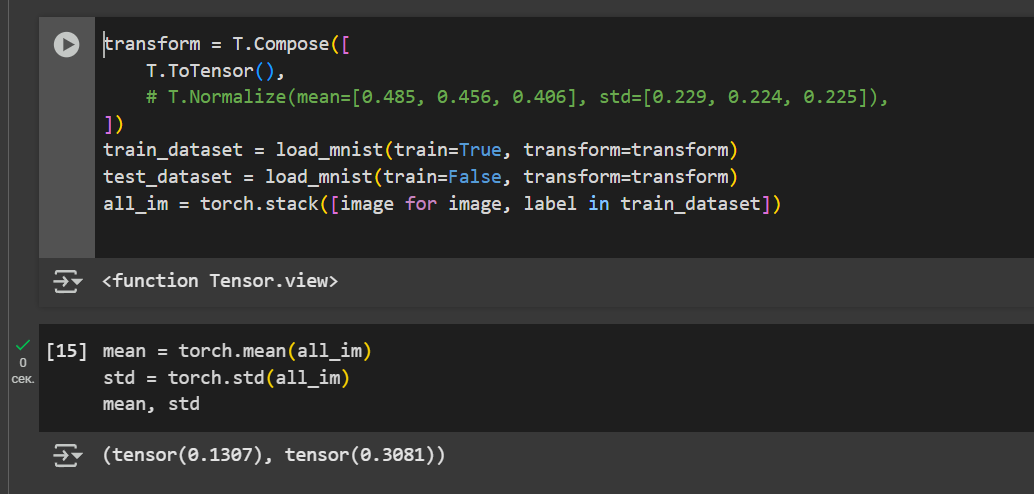 transform = T.Compose([
    T.ToTensor(),
    # T.Normalize(mean=[0.485, 0.456, 0.406], std=[0.229, 0.224, 0.225]),
])
train_dataset = load_mnist(train=True, transform=transform)
test_dataset = load_mnist(train=False, transform=transform)
all_im = torch.stack([image for image, label in train_dataset])
<function Tensor.view>
0
сек.
[15] mean = torch.mean(all_im)
std = torch.std(all_im)
mean, std
(tensor(0.1307), tensor(0.3081))